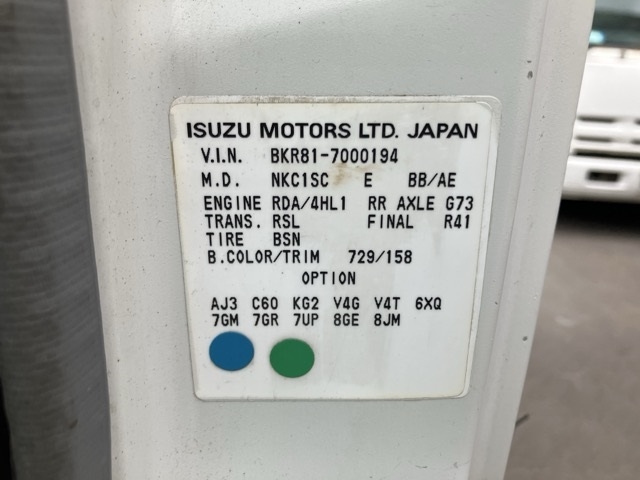 ISUZU MOTORS LTD. JAPAN
V.I.N. BKR81-7000194
M.D. NKC1SC E BB/AE
ENGINE RDA/4HL1 RR AXLE G73
TRANS. RSL FINAL R41
TIRE BSN
B.COLOR/TRIM 729/158
OPTION
AJ3 C60 KG2 V4G V4T 6XQ
7GM 7GR 7UP 8GE 8JM